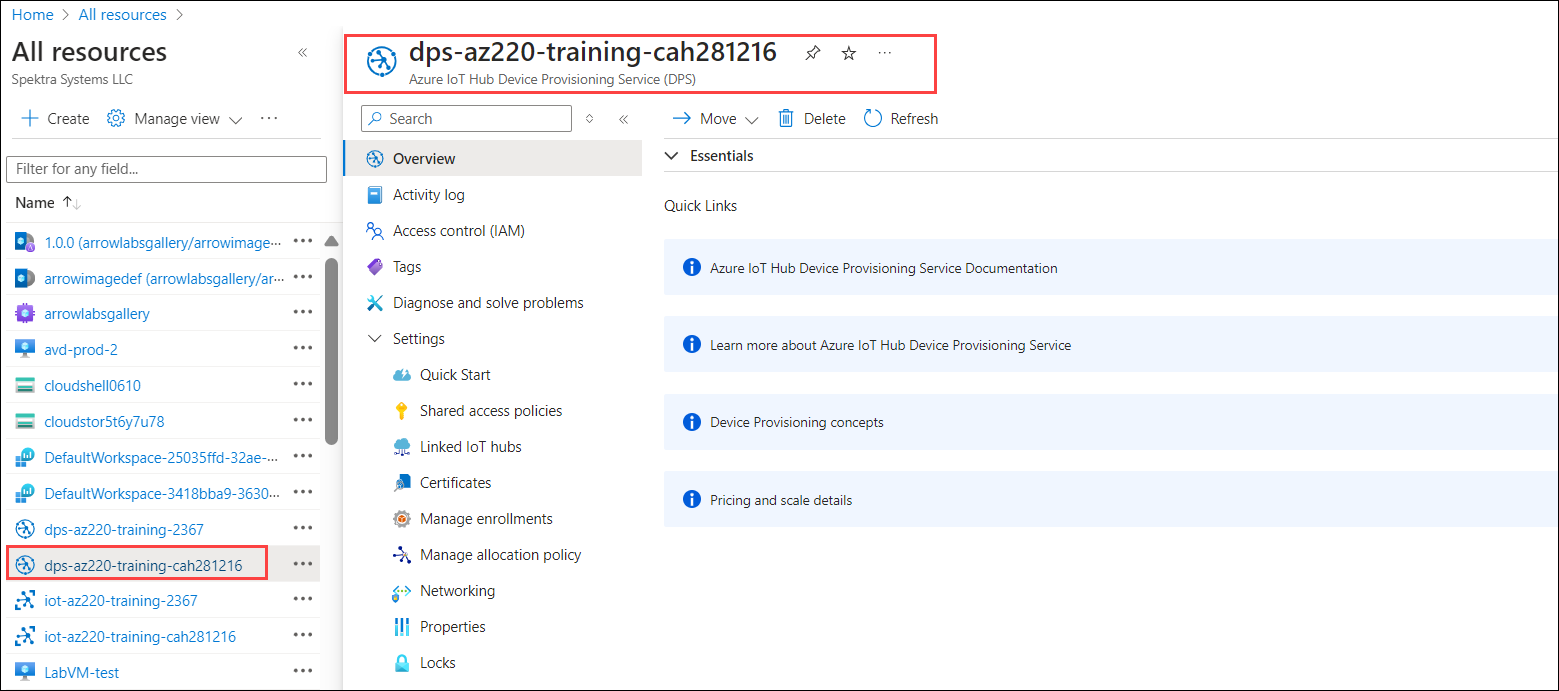 Home > All resources >
All resources
«
Spektra Systems LLC
Create Manage view ...
Filter for any field...
Name ↑↓
1.0.0 (arrowlabsgallery/arrowimage... ...
arrowimagedef (arrowlabsgallery/ar... ...
arrowlabsgallery ...
avd-prod-2 ...
cloudshell0610 ...
cloudstor5t6y7u78 ...
DefaultWorkspace-25035ffd-32ae-... ...
DefaultWorkspace-3418bba9-3630... ...
dps-az220-training-2367 ...
dps-az220-training-cah281216 ...
iot-az220-training-2367 ...
iot-az220-training-cah281216 ...
LabVM-test ...
dps-az220-training-cah281216 ...
Azure IoT Hub Device Provisioning Service (DPS)
Search «
Overview
Activity log
Access control (IAM)
Tags
Diagnose and solve problems
Settings
Quick Start
Shared access policies
Linked IoT hubs
Certificates
Manage enrollments
Manage allocation policy
Networking
Properties
Locks
Move Delete Refresh
Essentials
Quick Links
Azure IoT Hub Device Provisioning Service Documentation
Learn more about Azure IoT Hub Device Provisioning Service
Device Provisioning concepts
Pricing and scale details